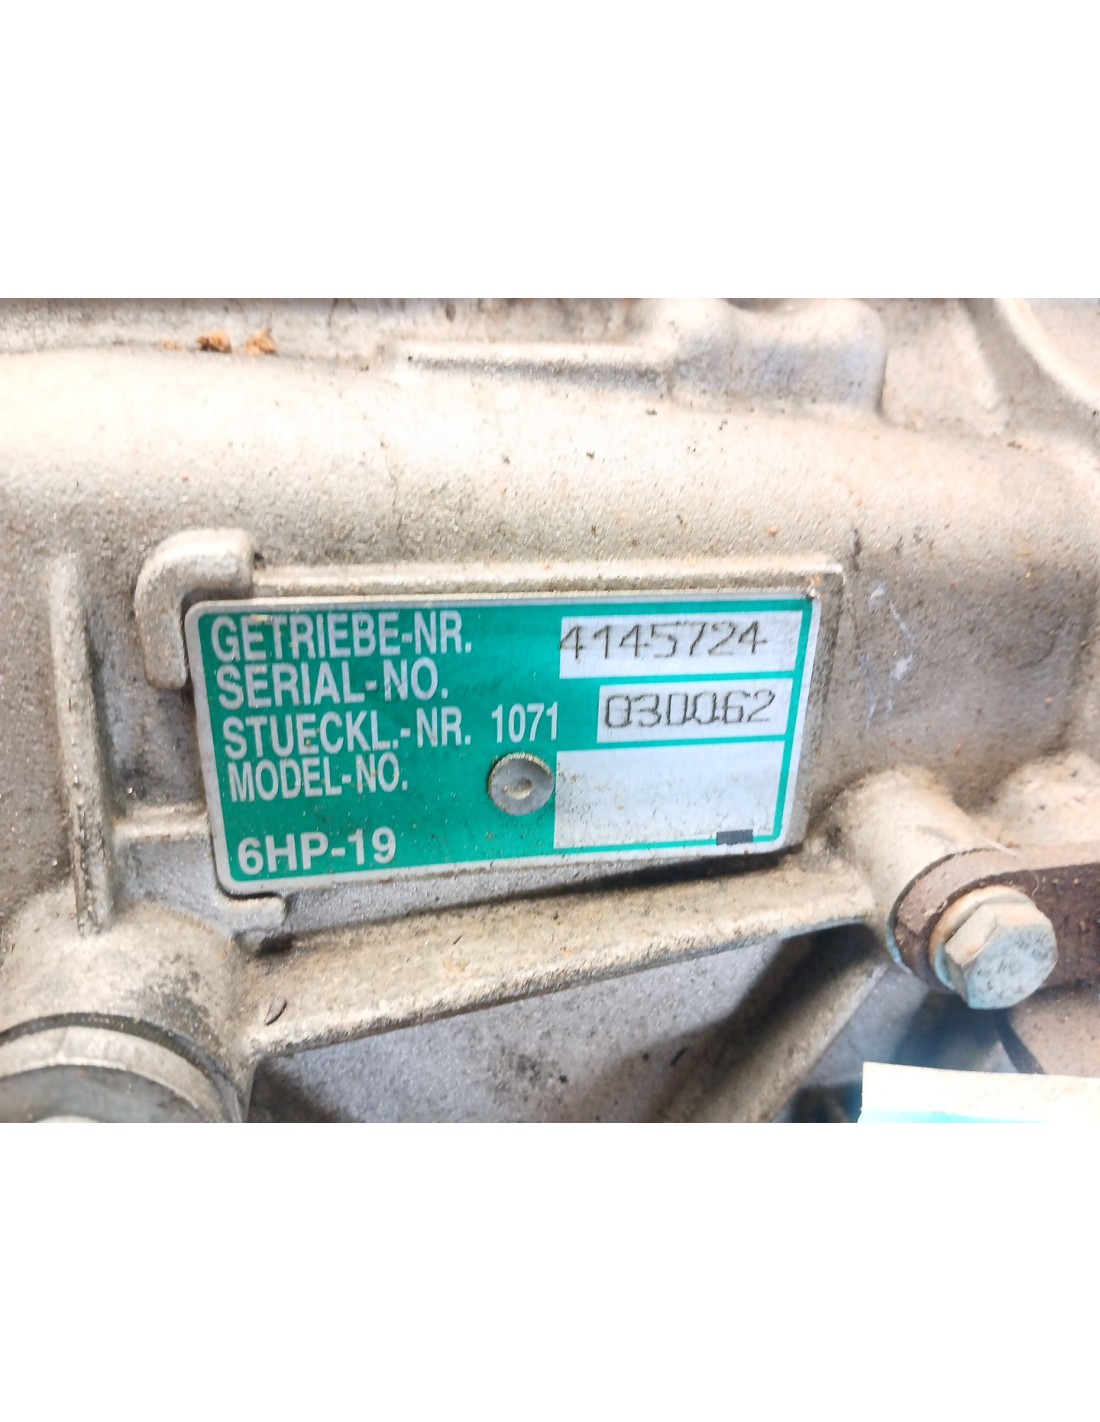 GETRIEBE-NR. 4145724
SERIAL-NO.
STUECKL.-NR. 1071 030062
MODEL-NO.
6HP-19